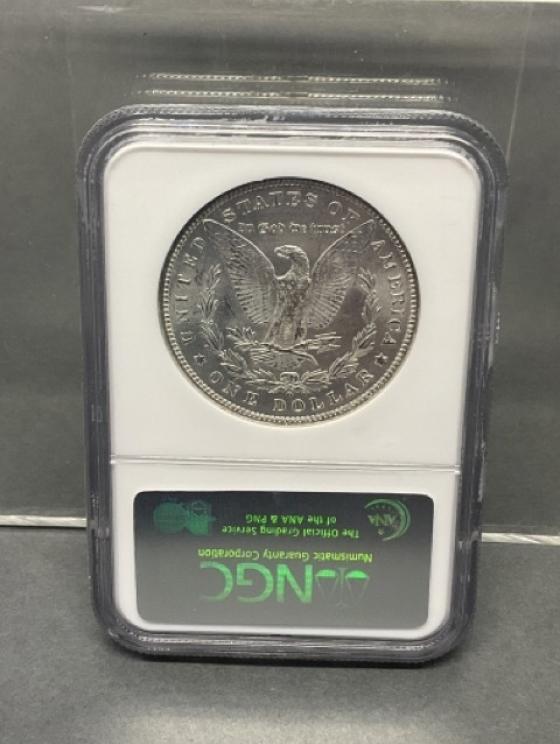 UNITED STATES OF AMERICA
In God we trust
ONE DOLLAR
NGC
Numismatic Guaranty Corporation
The Official Grading Service
of the ANA & PNG
ANA